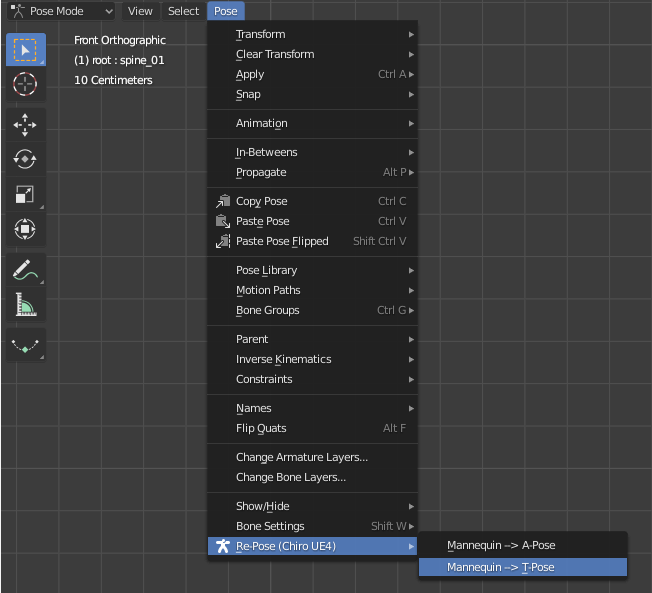 Pose Mode View Select Pose
Front Orthographic
(1) root : spine_01
10 Centimeters
Transform
Clear Transform
Apply Ctrl A
Snap
Animation
In-Betweens
Propagate Alt P
Copy Pose Ctrl C
Paste Pose Ctrl V
Paste Pose Flipped Shift Ctrl V
Pose Library
Motion Paths
Bone Groups Ctrl G
Parent
Inverse Kinematics
Constraints
Names
Flip Quats Alt F
Change Armature Layers...
Change Bone Layers...
Show/Hide
Bone Settings Shift W
Re-Pose (Chiro UE4)
Mannequin --> A-Pose
Mannequin --> T-Pose